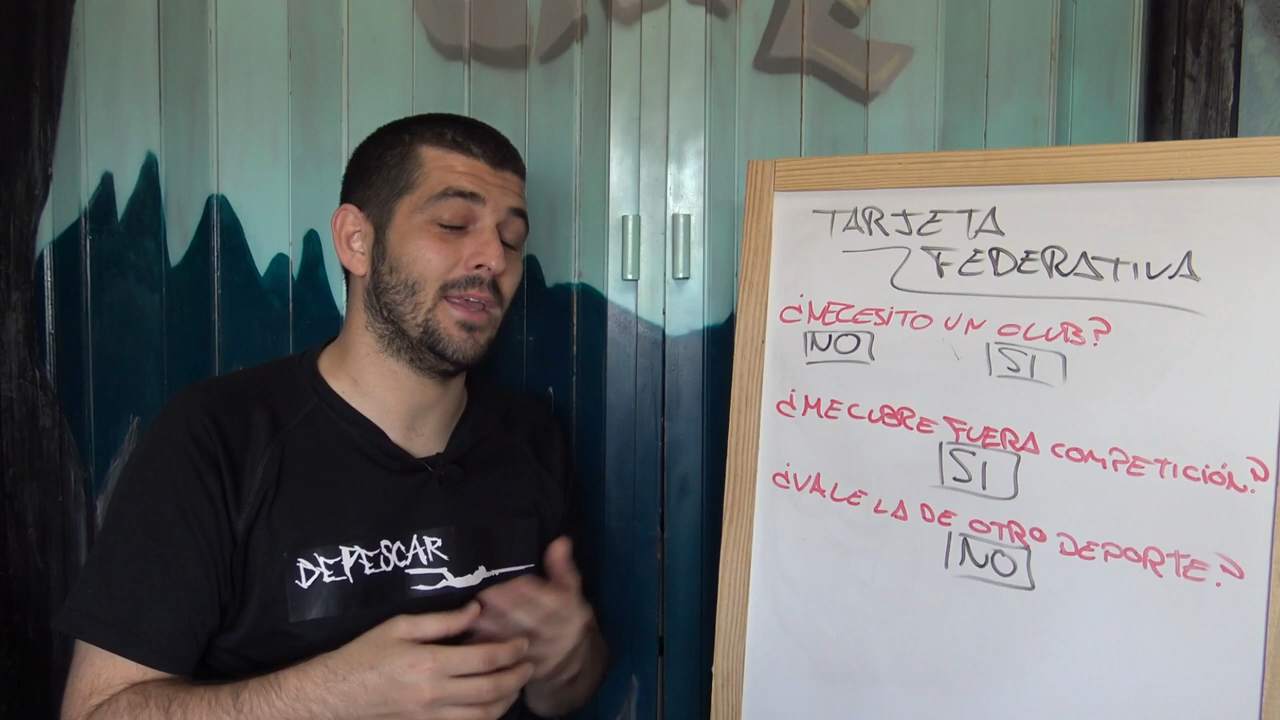 TARJETA
FEDERATIVA
¿NECESITO UN CLUB?
NO SI
¿ME CUBRE FUERA COMPETICIÓN?
SI
¿VALE LA DE OTRO DEPORTE?
NO
DEPESCAR